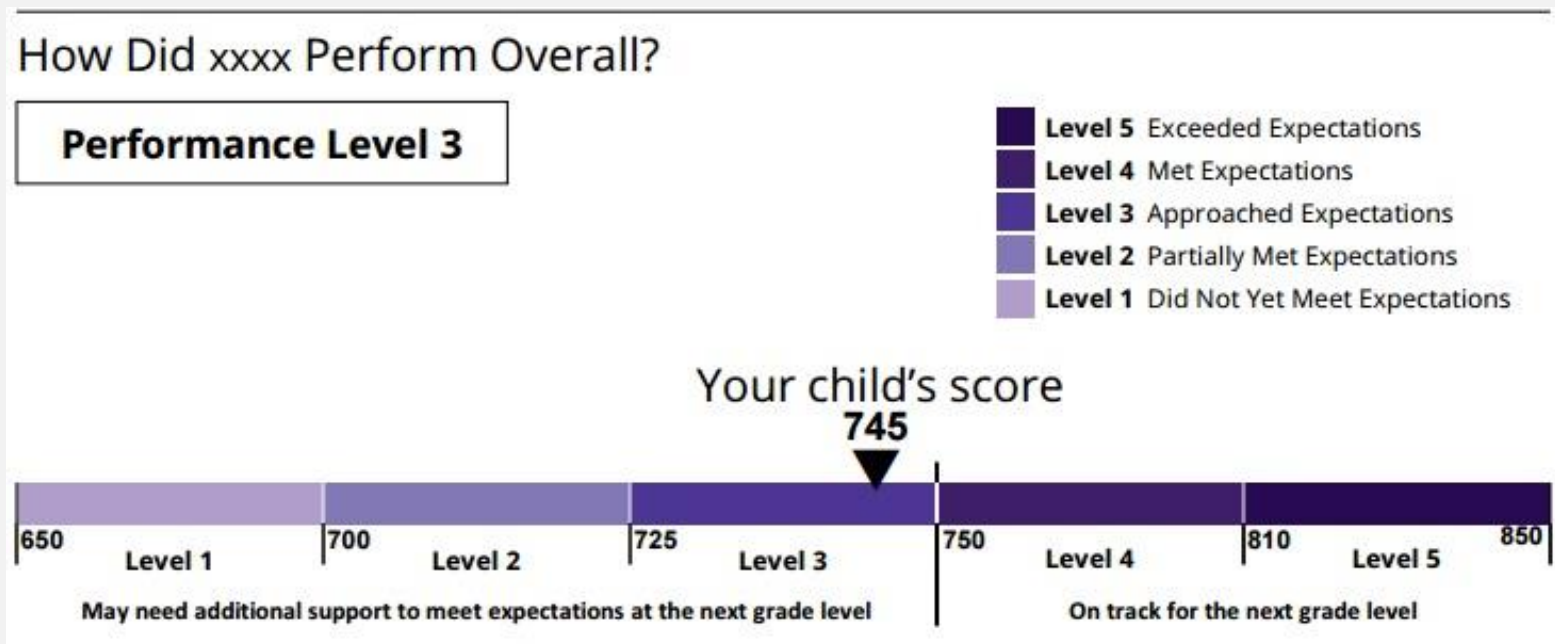 How Did xxxx Perform Overall?
Performance Level 3
Level 5 Exceeded Expectations
Level 4 Met Expectations
Level 3 Approached Expectations
Level 2 Partially Met Expectations
Level 1 Did Not Yet Meet Expectations
Your child's score
745
650 700 725 750 810 850
Level 1 Level 2 Level 3 Level 4 Level 5
May need additional support to meet expectations at the next grade level On track for the next grade level